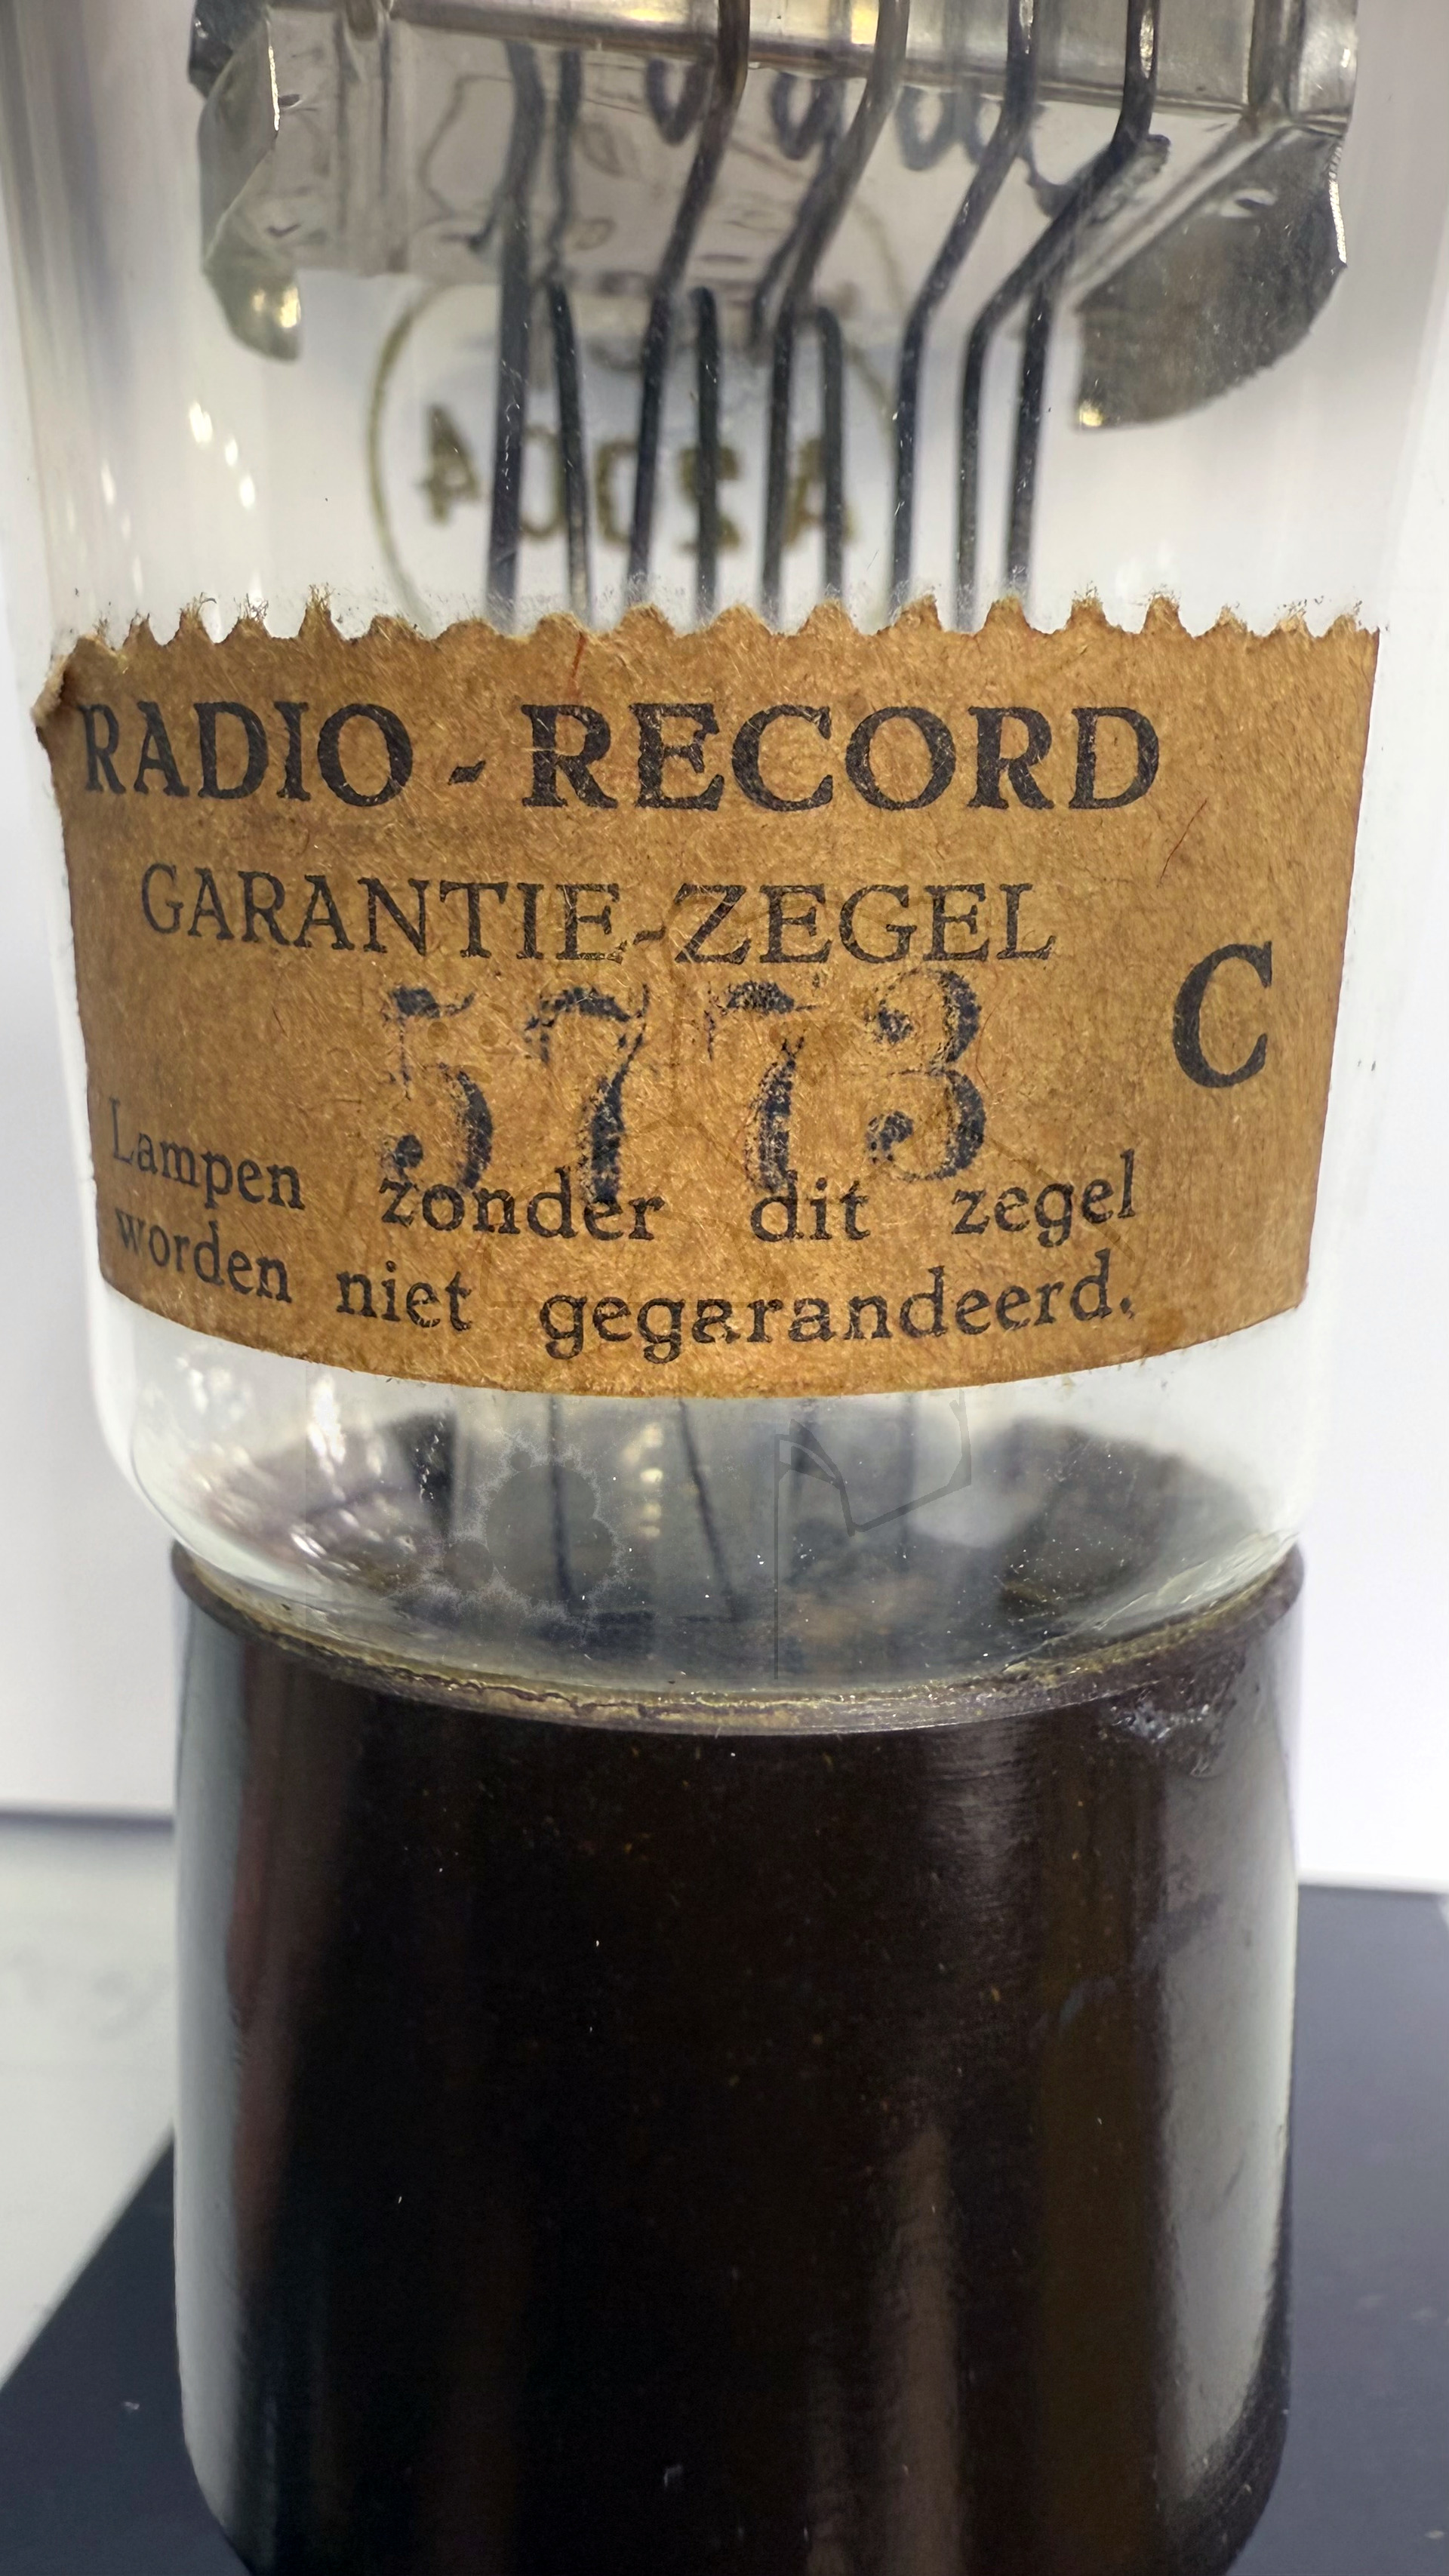 RADIO - RECORD
GARANTIE-ZEGEL
5773
C
Lampen zonder dit zegel
worden niet gegarandeerd.